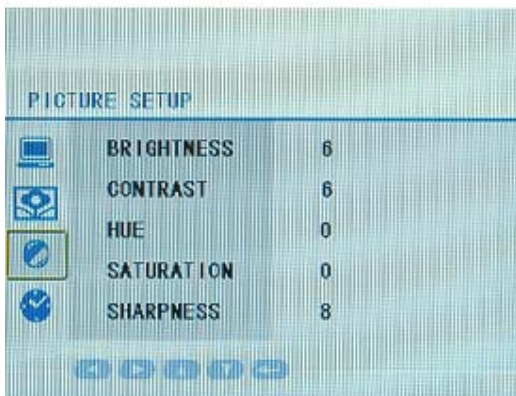 PICTURE SETUP
BRIGHTNESS 6
CONTRAST 6
HUE 0
SATURATION 0
SHARPNESS 8